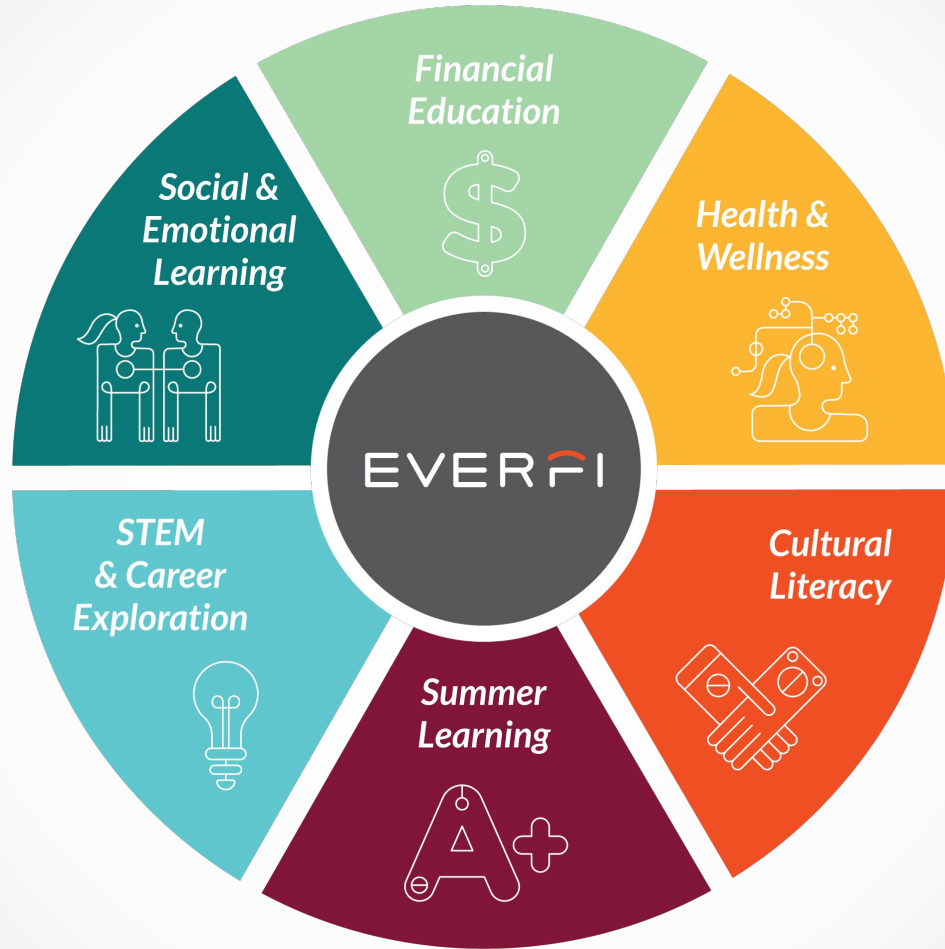 Financial
Education
Health &
Wellness
Cultural
Literacy
Summer
Learning
A+
STEM
& Career
Exploration
Social &
Emotional
Learning
$
EVERFI